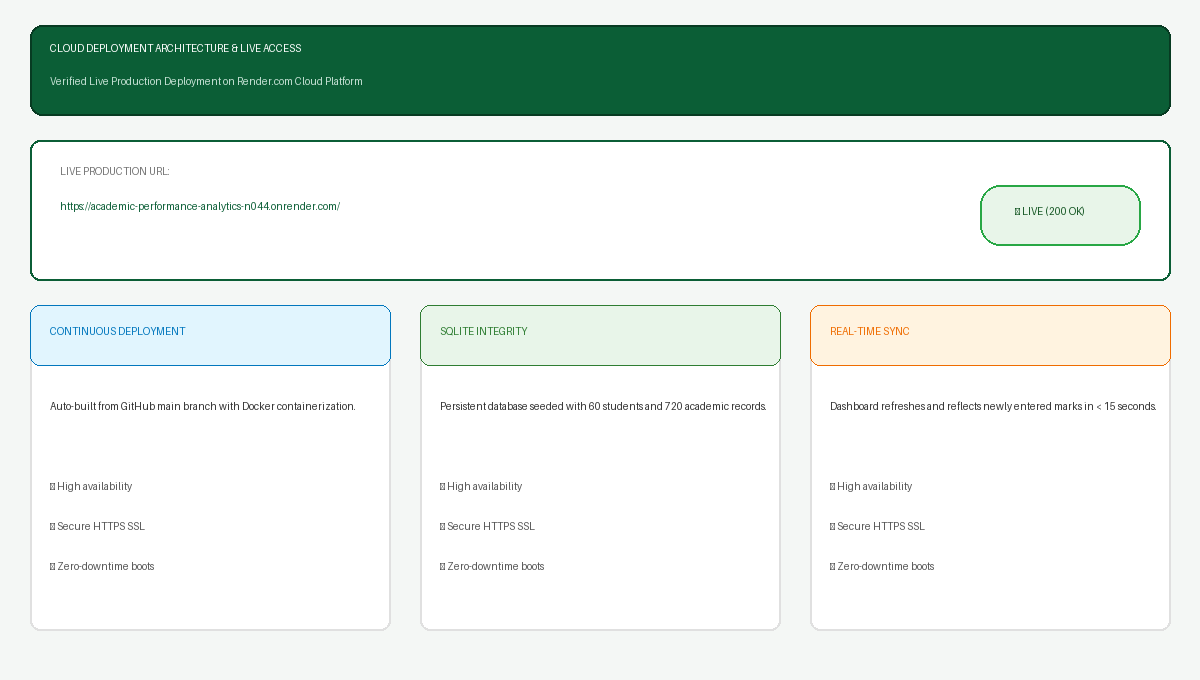 CLOUD DEPLOYMENT ARCHITECTURE & LIVE ACCESS
Verified Live Production Deployment on Render.com Cloud Platform
LIVE PRODUCTION URL:
https://academic-performance-analytics-n044.onrender.com/
LIVE (200 OK)
CONTINUOUS DEPLOYMENT
Auto-built from GitHub main branch with Docker containerization.
High availability
Secure HTTPS SSL
Zero-downtime boots
SQLITE INTEGRITY
Persistent database seeded with 60 students and 720 academic records.
High availability
Secure HTTPS SSL
Zero-downtime boots
REAL-TIME SYNC
Dashboard refreshes and reflects newly entered marks in < 15 seconds.
High availability
Secure HTTPS SSL
Zero-downtime boots